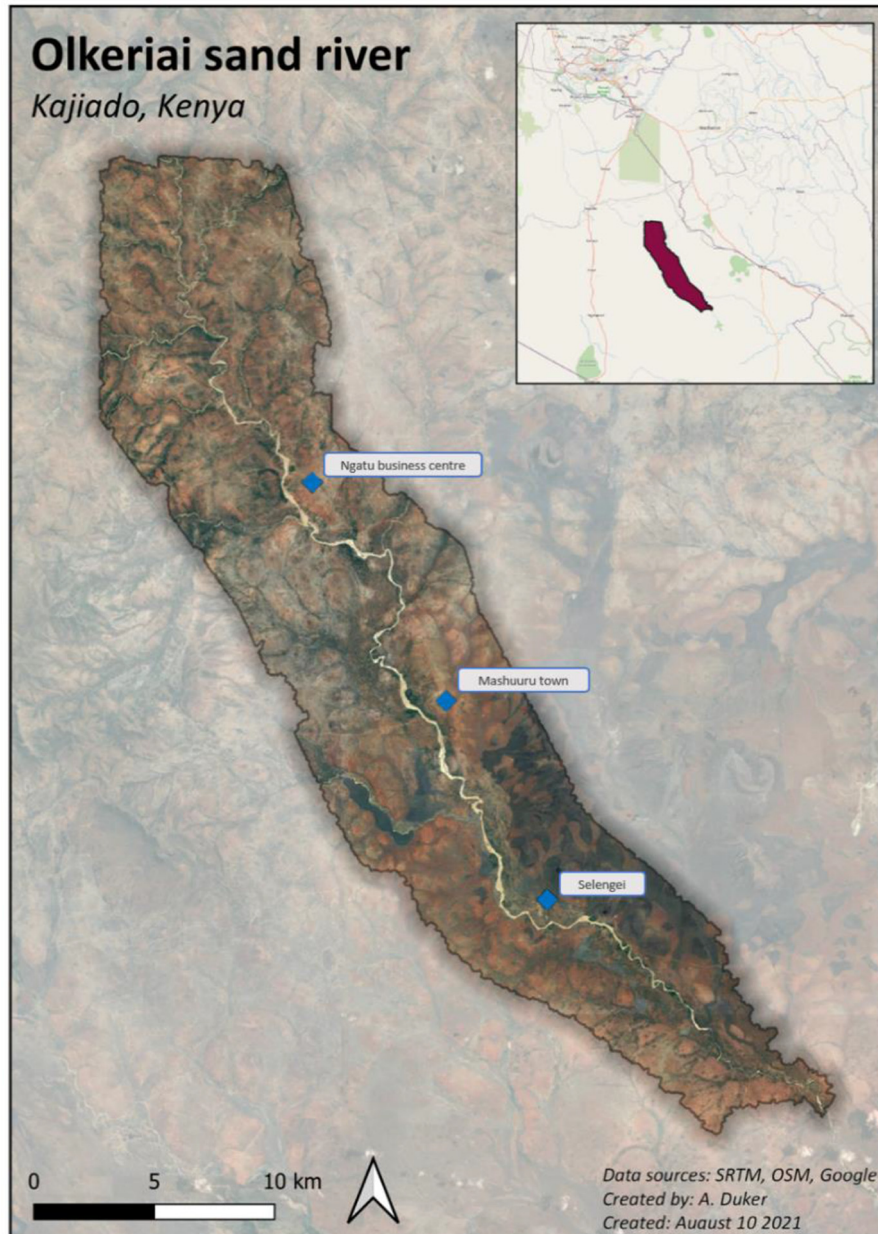 Olkeriai sand river
Kajiado, Kenya
Ngatu business centre
Mashuuru town
Selengei
0 5 10 km
Data sources: SRTM, OSM, Google
Created by: A. Duker
Created: August 10 2021